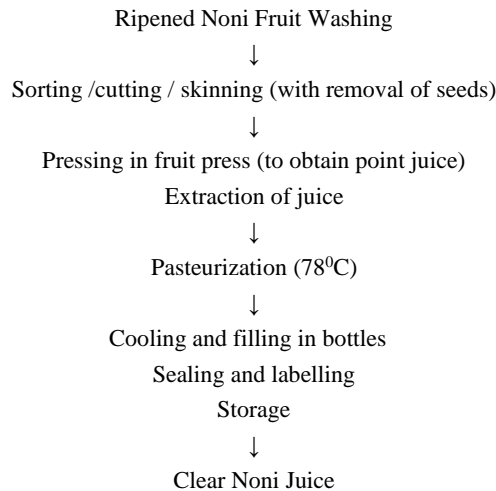 Ripened Noni Fruit Washing
↓
Sorting /cutting / skinning (with removal of seeds)
↓
Pressing in fruit press (to obtain point juice)
Extraction of juice
↓
Pasteurization (78⁰C)
↓
Cooling and filling in bottles
Sealing and labelling
Storage
↓
Clear Noni Juice